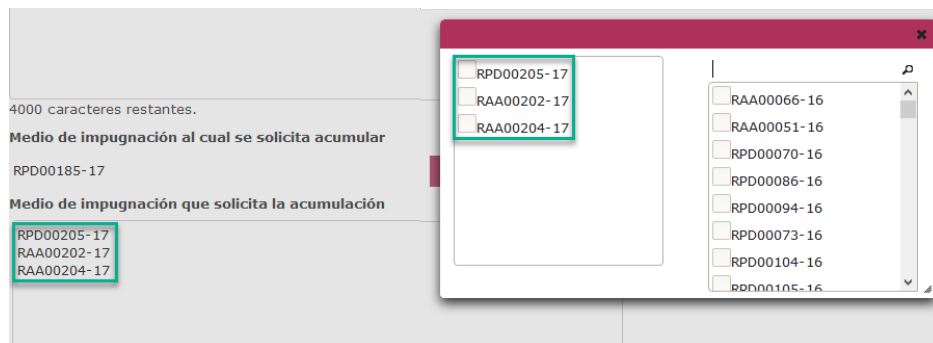 4000 caracteres restantes.
Medio de impugnación al cual se solicita acumular
RPD00185-17
Medio de impugnación que solicita la acumulación
RPD00205-17
RAA00202-17
RAA00204-17
RPD00205-17
RAA00202-17
RAA00204-17
RAA00066-16
RAA00051-16
RPD00070-16
RPD00086-16
RPD00094-16
RPD00073-16
RPD00104-16
RPD00105-16